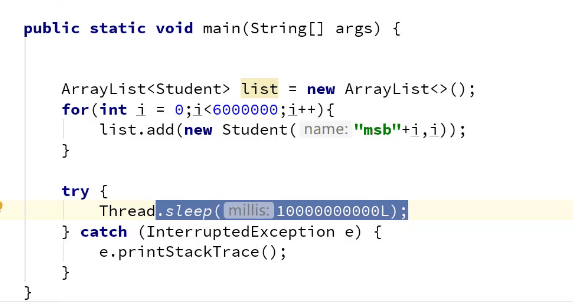 public static void main(String[] args) {
ArrayList<Student> list = new ArrayList<>();
for(int i = 0;i<6000000;i++){
list.add(new Student( name: "msb"+i,i));
}
try {
Thread.sleep( millis: 10000000000L);
} catch (InterruptedException e) {
e.printStackTrace();
}
}